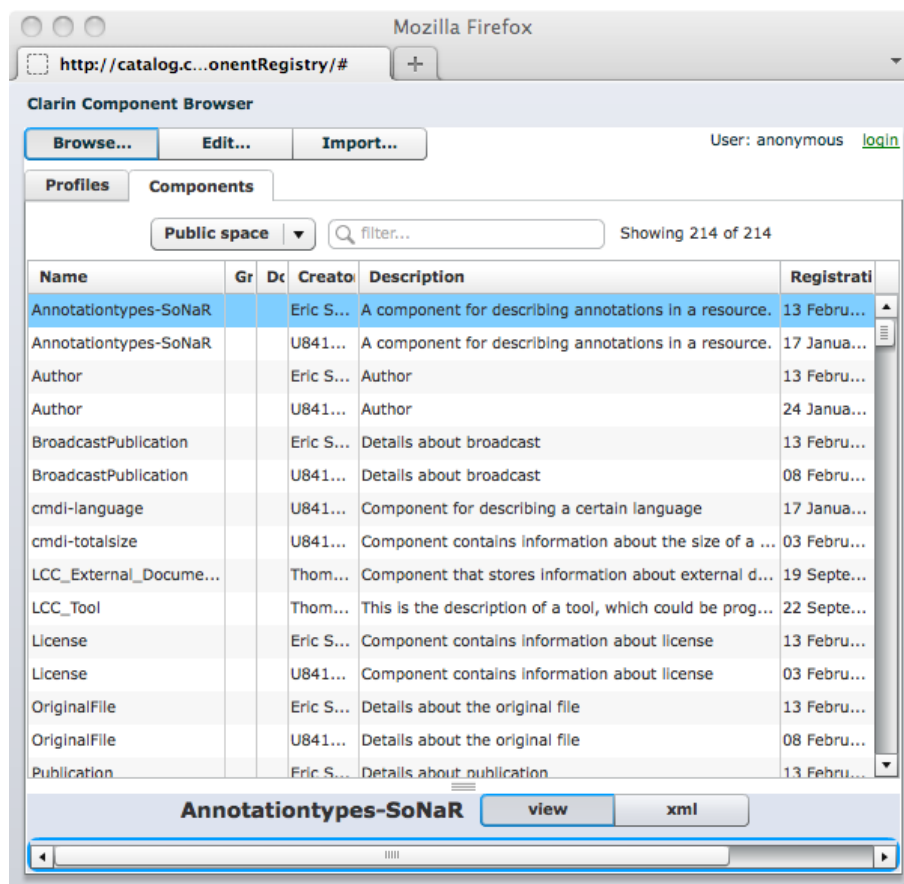 Mozilla Firefox
http://catalog.c...onentRegistry/#
Clarin Component Browser
Browse... Edit... Import... User: anonymous login
Profiles Components
Public space filter... Showing 214 of 214
Name Gr Dc Creato Description Registrati
Annotationtypes-SoNaR Eric S... A component for describing annotations in a resource. 13 Febru...
Annotationtypes-SoNaR U841... A component for describing annotations in a resource. 17 Janua...
Author Eric S... Author 13 Febru...
Author U841... Author 24 Janua...
BroadcastPublication Eric S... Details about broadcast 13 Febru...
BroadcastPublication U841... Details about broadcast 08 Febru...
cmdi-language U841... Component for describing a certain language 17 Janua...
cmdi-totalsize U841... Component contains information about the size of a ... 03 Febru...
LCC_External_Docume... Thom... Component that stores information about external d... 19 Septe...
LCC_Tool Thom... This is the description of a tool, which could be prog... 22 Septe...
License Eric S... Component contains information about license 13 Febru...
License U841... Component contains information about license 03 Febru...
OriginalFile Eric S... Details about the original file 13 Febru...
OriginalFile U841... Details about the original file 08 Febru...
Publication Eric S... Details about publication 13 Febru...
Annotationtypes-SoNaR view xml